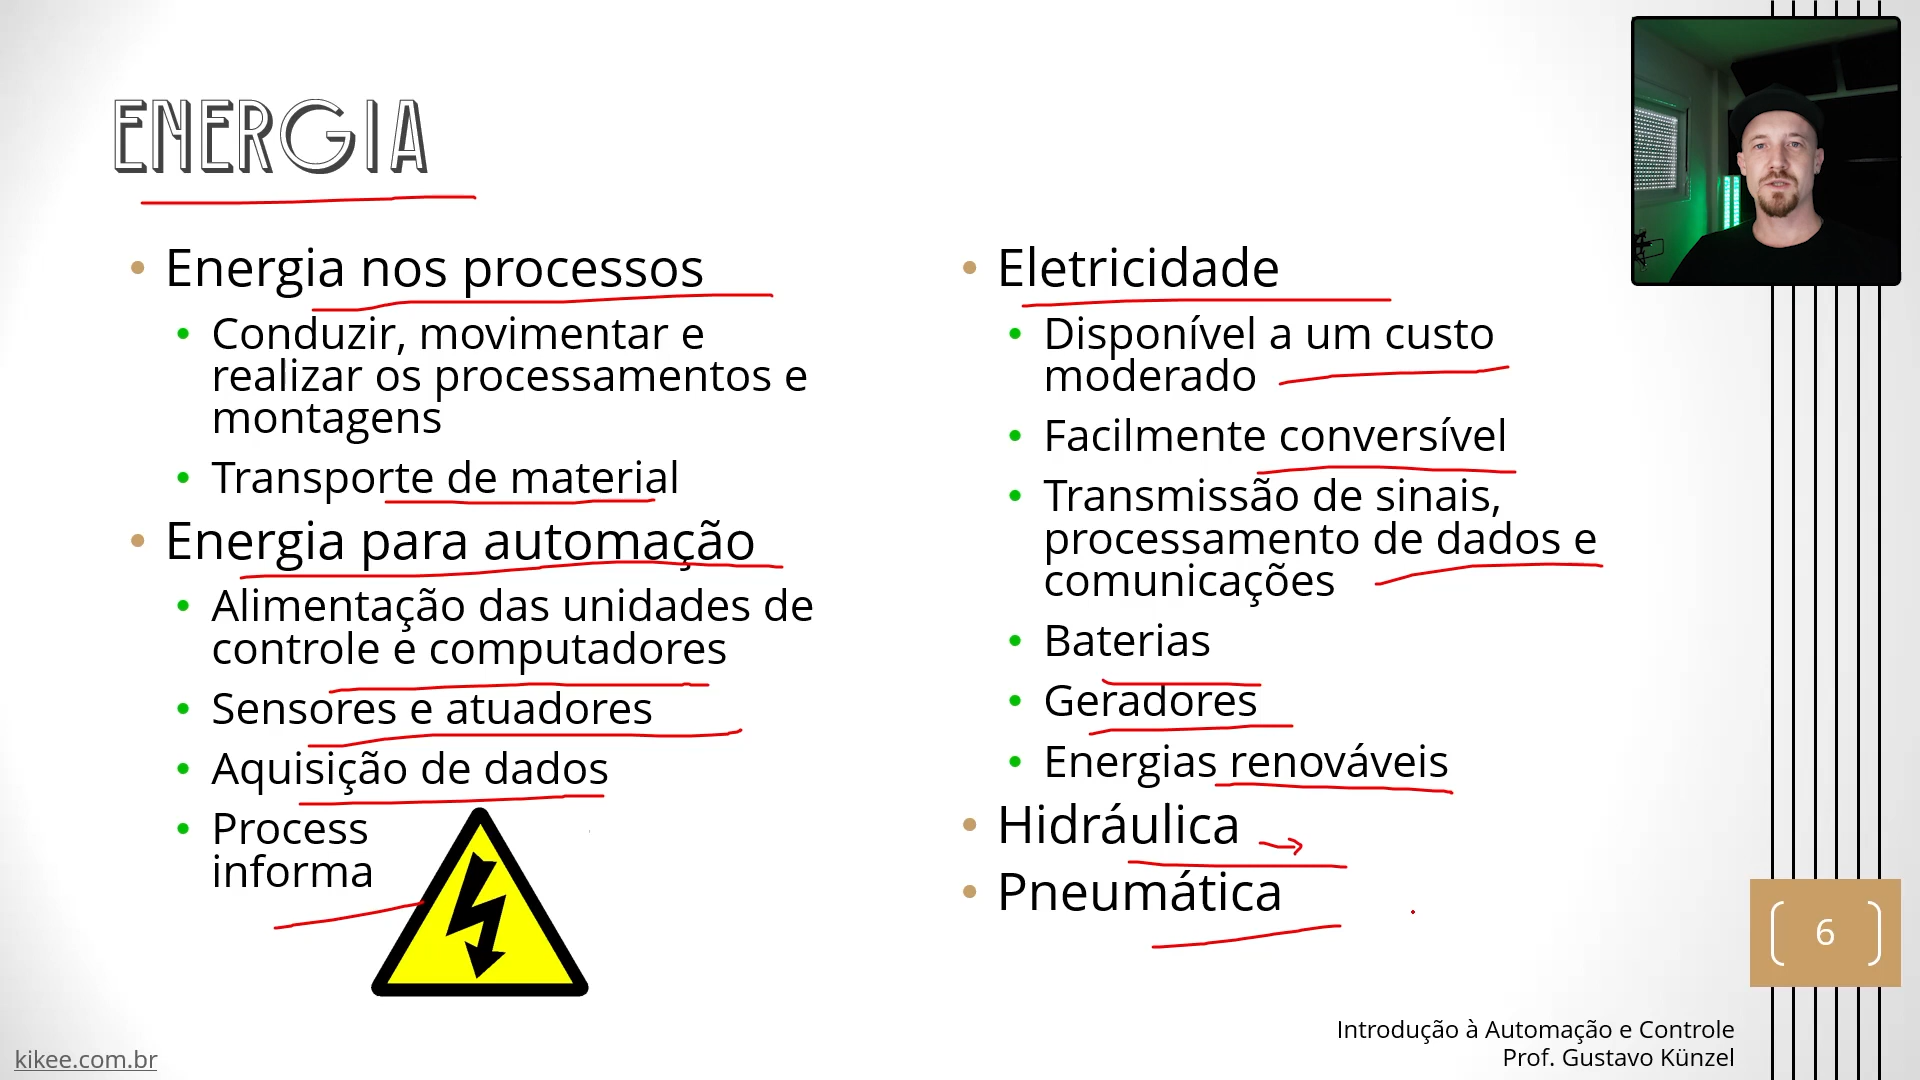 ENERGIA
Energia nos processos
Conduzir, movimentar e
realizar os processamentos e
montagens
Transporte de material
Energia para automação
Alimentação das unidades de
controle e computadores
Sensores e atuadores
Aquisição de dados
Process
informa
Eletricidade
Disponível a um custo
moderado
Facilmente conversível
Transmissão de sinais,
processamento de dados e
comunicações
Baterias
Geradores
Energias renováveis
Hidráulica
Pneumática
6
Introdução à Automação e Controle
Prof. Gustavo Künzel
kikee.com.br